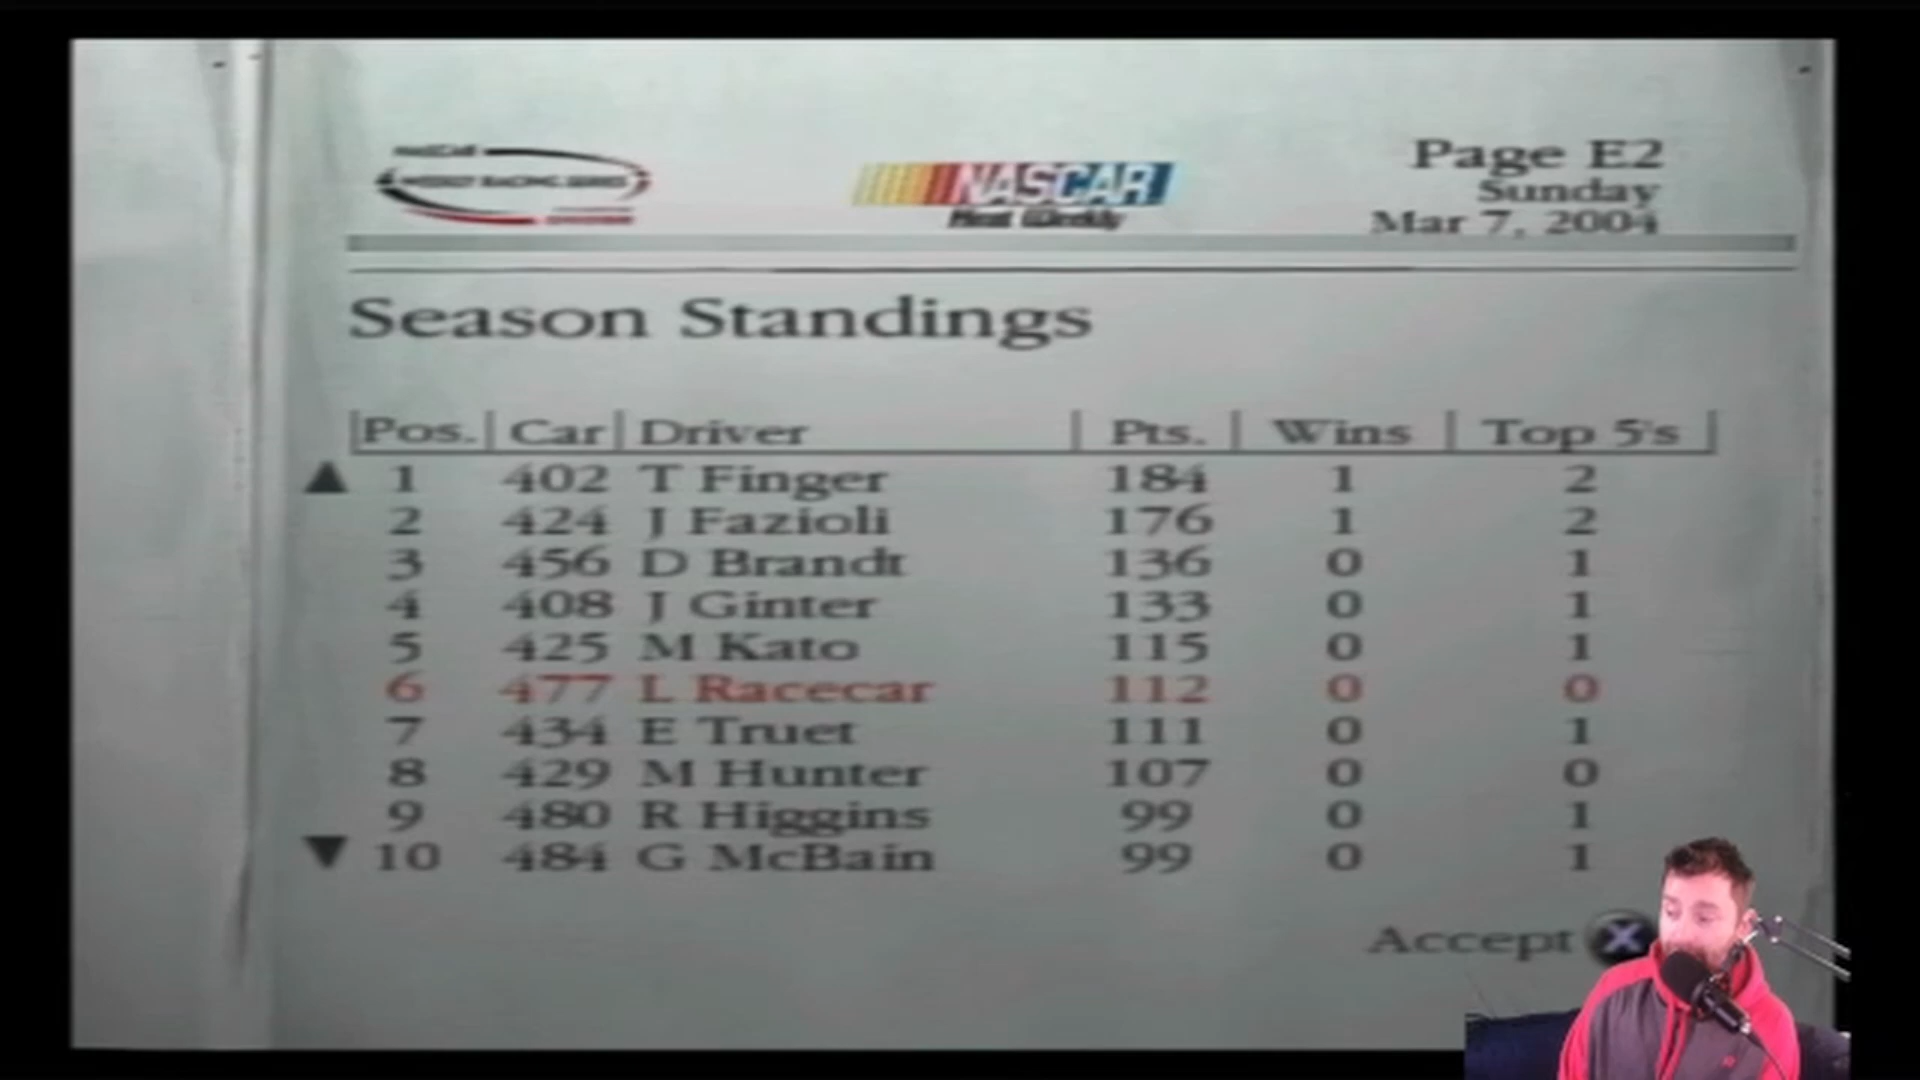 Page E2
NASCAR
Sunday
Mar 7, 2004
Season Standings
Pos. Car Driver Pts. Wins Top 5's
1 402 T Finger 184 1 2
2 424 J Fazioli 176 1 2
3 456 D Brandt 136 0 1
4 408 J Ginter 133 0 1
5 425 M Kato 115 0 1
6 477 L Racecar 112 0 0
7 434 E Truet 111 0 1
8 429 M Hunter 107 0 0
9 480 R Higgins 99 0 1
10 484 G McBain 99 0 1
Accept X